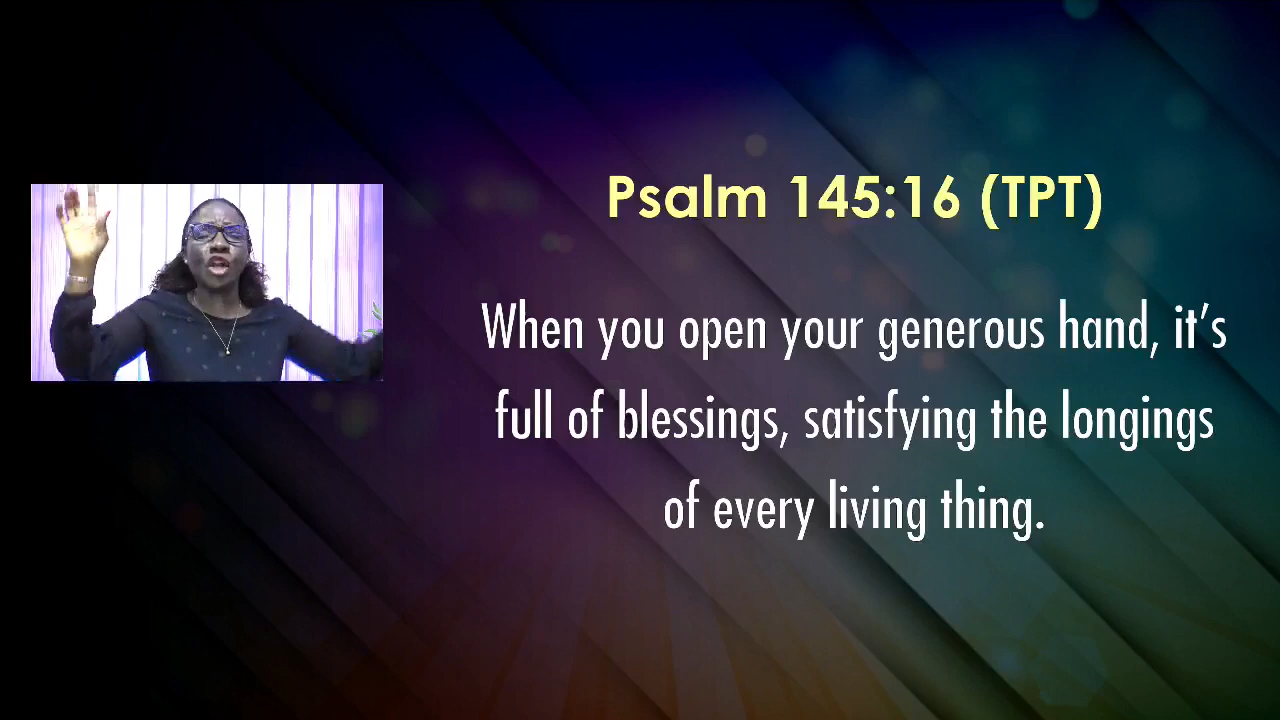 Psalm 145:16 (TPT)
When you open your generous hand, it’s
full of blessings, satisfying the longings
of every living thing.